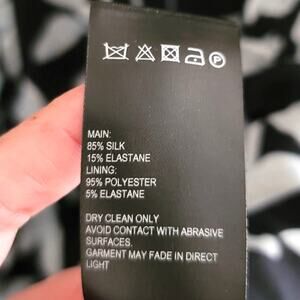 P
MAIN:
85% SILK
15% ELASTANE
LINING:
95% POLYESTER
5% ELASTANE
DRY CLEAN ONLY
AVOID CONTACT WITH ABRASIVE
SURFACES.
GARMENT MAY FADE IN DIRECT
LIGHT